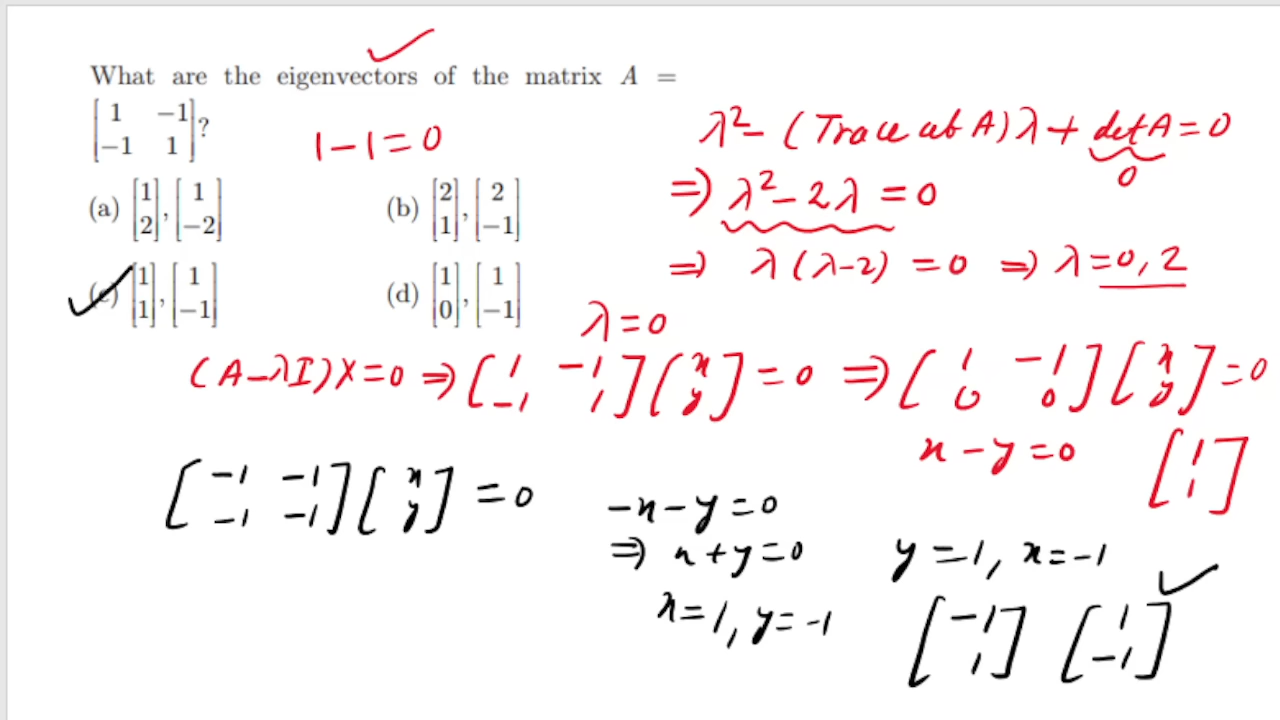 What are the eigenvectors of the matrix A =
[1 -1; -1 1]?
1-1=0
(a) [1; 2], [1; -2]
(b) [2; 1], [2; -1]
(c) [1; 1], [1; -1]
(d) [1; 0], [1; -1]
λ² - (Trace of A)λ + det A = 0
0
⇒ λ² - 2λ = 0
⇒ λ(λ-2) = 0 ⇒ λ = 0, 2
λ = 0
(A-λI)X = 0 ⇒ [1 -1; -1 1][x; y] = 0 ⇒ [1 -1; 0 0][x; y] = 0
x - y = 0 [1; 1]
[-1 -1; -1 -1][x; y] = 0
-x - y = 0
⇒ x + y = 0
x = 1, y = -1
y = 1, x = -1
[-1; 1] [1; -1]